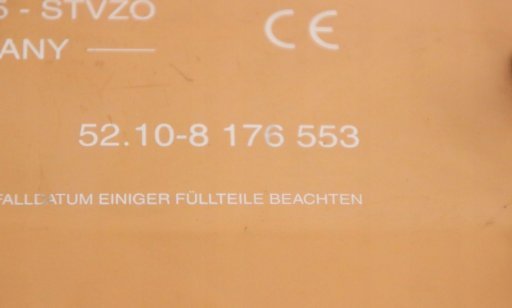 - STVZO
CE
ANY
52.10-8 176 553
FALLDATUM EINIGER FÜLLTEILE BEACHTEN